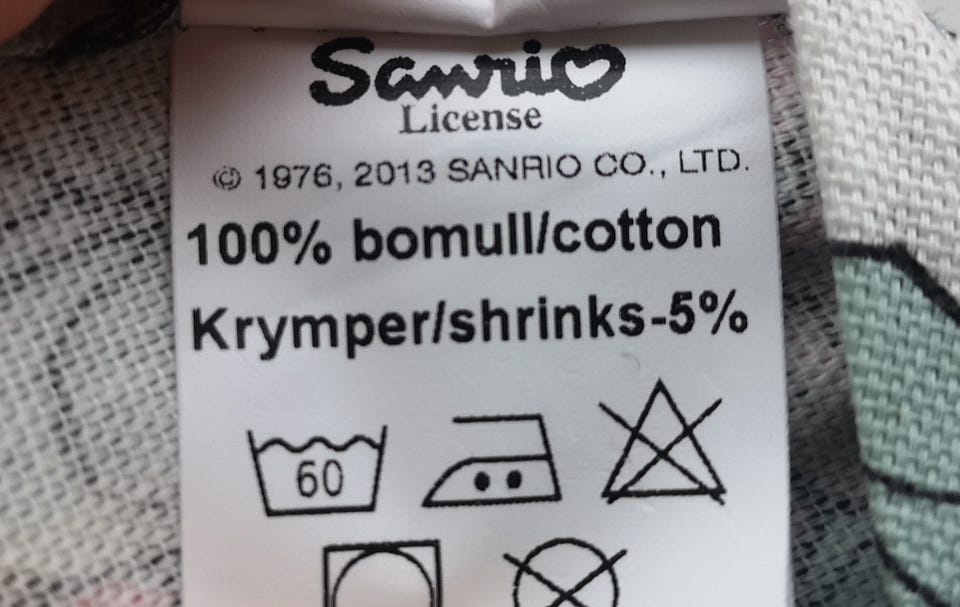 Sanrio
License
© 1976, 2013 SANRIO CO., LTD.
100% bomull/cotton
Krymper/shrinks-5%
60